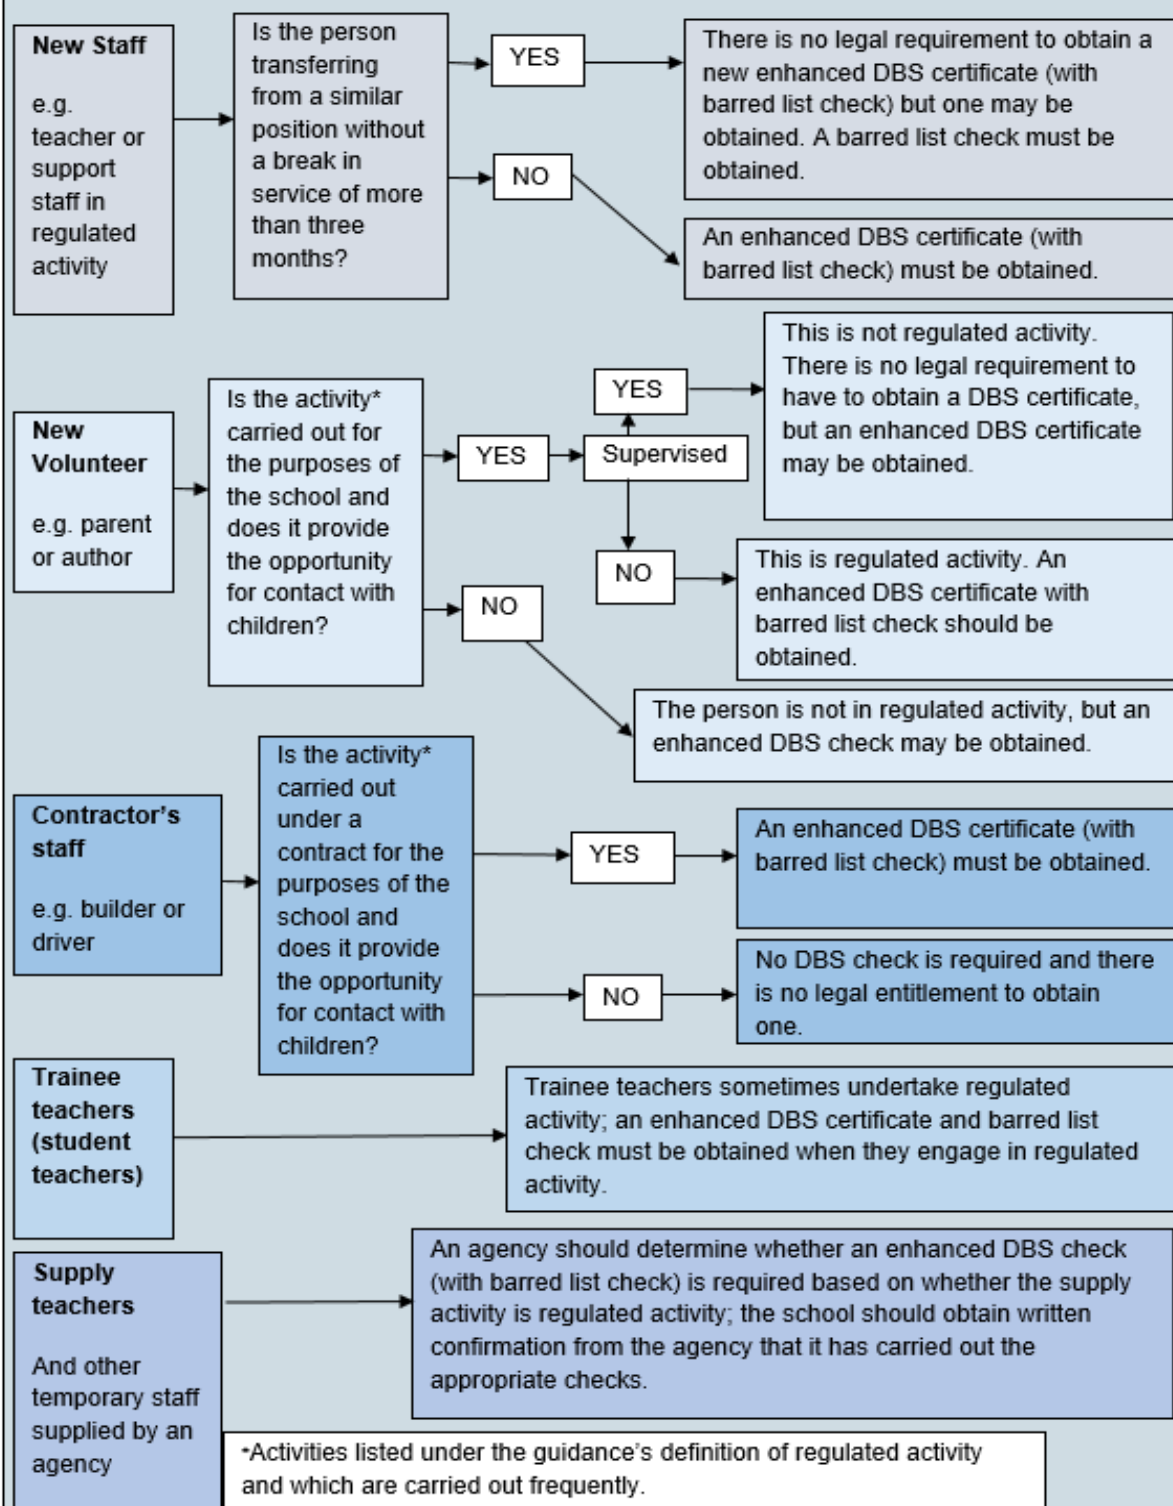 New Staff
e.g.
teacher or
support
staff in
regulated
activity
Is the person
transferring
from a similar
position without
a break in
service of more
than three
months?
YES
There is no legal requirement to obtain a
new enhanced DBS certificate (with
barred list check) but one may be
obtained. A barred list check must be
obtained.
NO
An enhanced DBS certificate (with
barred list check) must be obtained.
New
Volunteer
e.g. parent
or author
Is the activity*
carried out for
the purposes of
the school and
does it provide
the opportunity
for contact with
children?
YES
Supervised
YES
This is not regulated activity.
There is no legal requirement to
have to obtain a DBS certificate,
but an enhanced DBS certificate
may be obtained.
NO
This is regulated activity. An
enhanced DBS certificate with
barred list check should be
obtained.
NO
The person is not in regulated activity, but an
enhanced DBS check may be obtained.
Contractor's
staff
e.g. builder or
driver
Is the activity*
carried out
under a
contract for the
purposes of the
school and
does it provide
the opportunity
for contact with
children?
YES
An enhanced DBS certificate (with
barred list check) must be obtained.
NO
No DBS check is required and there
is no legal entitlement to obtain
one.
Trainee
teachers
(student
teachers)
Trainee teachers sometimes undertake regulated
activity; an enhanced DBS certificate and barred list
check must be obtained when they engage in regulated
activity.
Supply
teachers
And other
temporary staff
supplied by an
agency
An agency should determine whether an enhanced DBS check
(with barred list check) is required based on whether the supply
activity is regulated activity; the school should obtain written
confirmation from the agency that it has carried out the
appropriate checks.
*Activities listed under the guidance's definition of regulated activity
and which are carried out frequently.